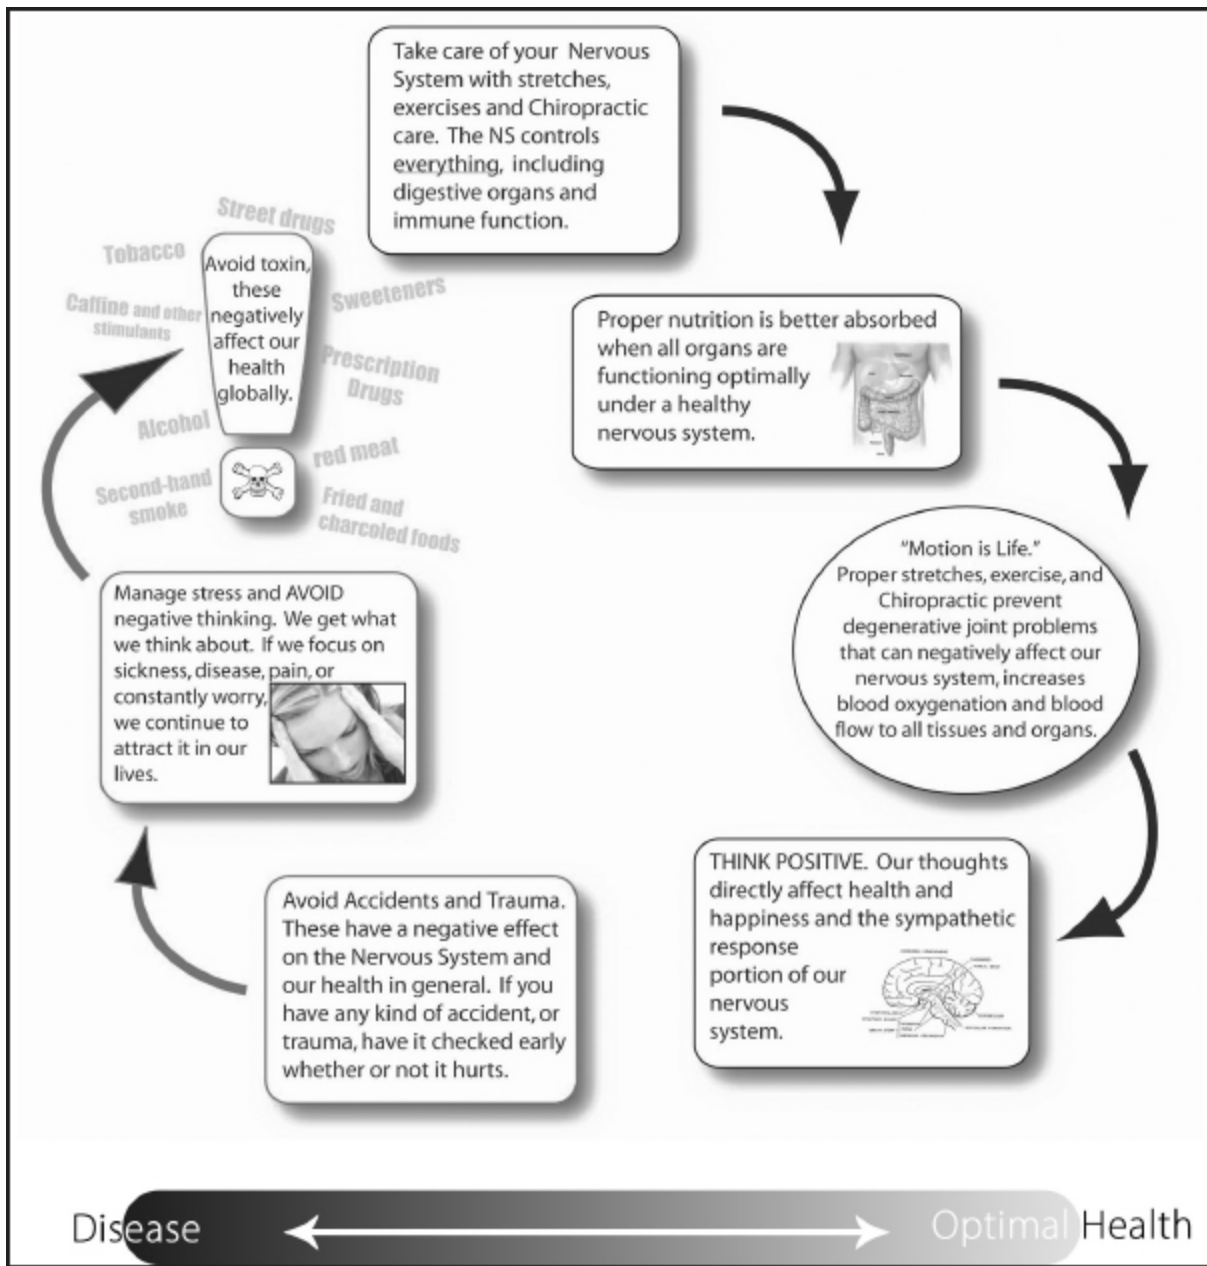 Take care of your Nervous
System with stretches,
exercises and Chiropractic
care. The NS controls
everything, including
digestive organs and
immune function.
Proper nutrition is better absorbed
when all organs are
functioning optimally
under a healthy
nervous system.
"Motion is Life."
Proper stretches, exercise, and
Chiropractic prevent
degenerative joint problems
that can negatively affect our
nervous system, increases
blood oxygenation and blood
flow to all tissues and organs.
THINK POSITIVE. Our thoughts
directly affect health and
happiness and the sympathetic
response
portion of our
nervous
system.
Avoid Accidents and Trauma.
These have a negative effect
on the Nervous System and
our health in general. If you
have any kind of accident, or
trauma, have it checked early
whether or not it hurts.
Manage stress and AVOID
negative thinking. We get what
we think about. If we focus on
sickness, disease, pain, or
constantly worry,
we continue to
attract it in our
lives.
Avoid toxin,
these
negatively
affect our
health
globally.
Street drugs
Tobacco
Sweeteners
Caffine and other
stimulants
Prescription
Drugs
Alcohol
red meat
Second-hand
smoke
Fried and
charcoled foods
Disease
Optimal Health